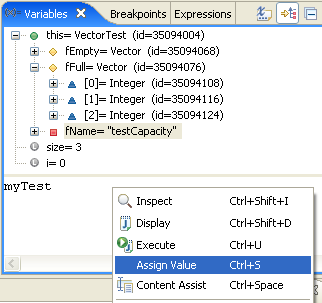 Variables Breakpoints Expressions
this= VectorTest (id=35094004)
fEmpty= Vector (id=35094068)
fFull= Vector (id=35094076)
[0]= Integer (id=35094108)
[1]= Integer (id=35094116)
[2]= Integer (id=35094124)
fName= "testCapacity"
size= 3
i= 0
myTest
Inspect Ctrl+Shift+I
Display Ctrl+Shift+D
Execute Ctrl+U
Assign Value Ctrl+S
Content Assist Ctrl+Space